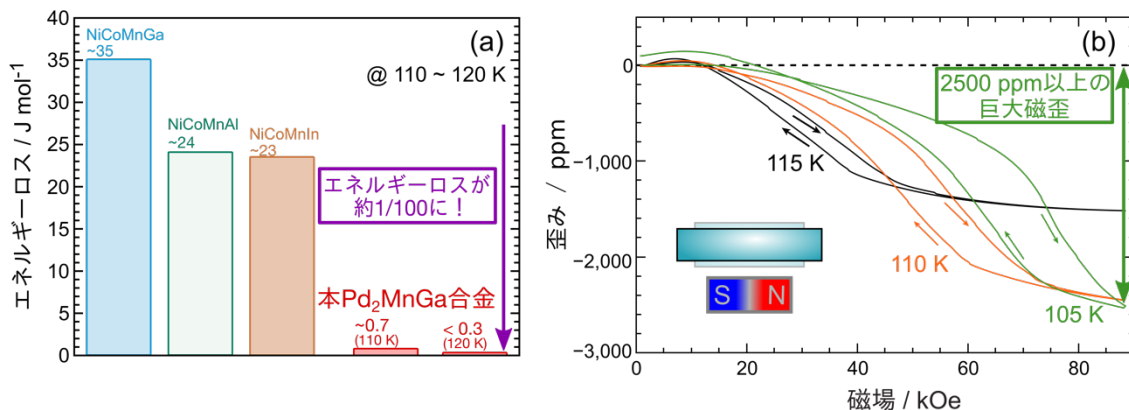 (a)
@ 110 ~ 120 K
エネルギーロス / J mol⁻¹
40
35
30
25
20
15
10
5
0
NiCoMnGa
~35
NiCoMnAl
~24
NiCoMnIn
~23
エネルギーロスが
約1/100に！
本Pd₂MnGa合金
~0.7
(110 K)
< 0.3
(120 K)
(b)
歪み / ppm
0
−1,000
−2,000
−3,000
2500 ppm以上の
巨大磁歪
115 K
110 K
105 K
S N
0 20 40 60 80
磁場 / kOe